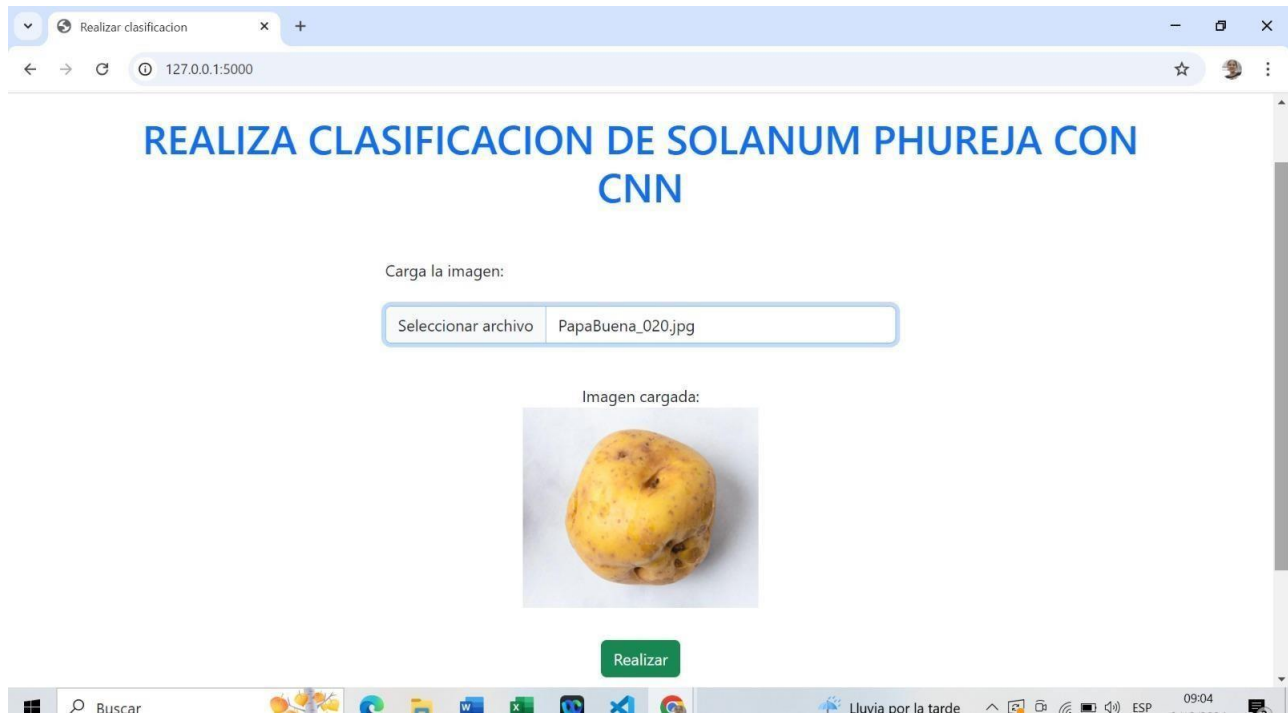 Realizar clasificacion
127.0.0.1:5000
REALIZA CLASIFICACION DE SOLANUM PHUREJA CON
CNN
Carga la imagen:
Seleccionar archivo PapaBuena_020.jpg
Imagen cargada:
Realizar
Buscar
Lluvia por la tarde
ESP
09:04